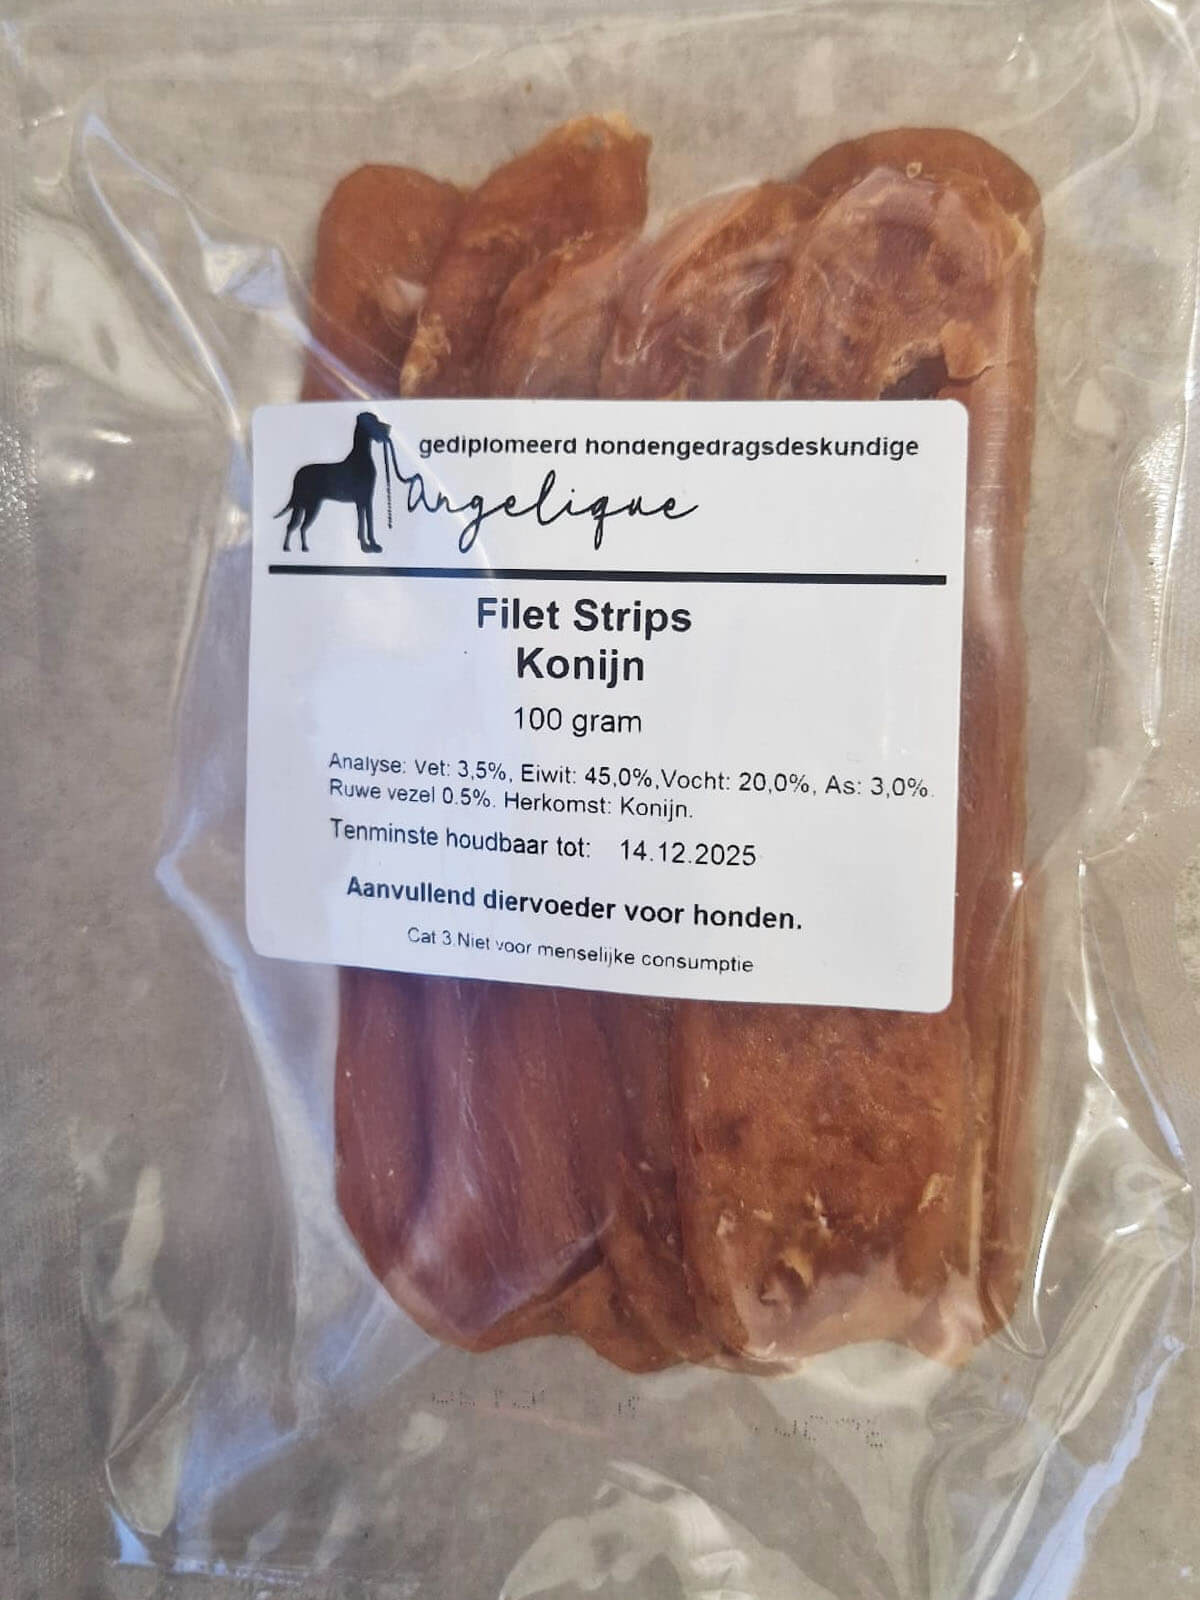 gediplomeerd hondengedragsdeskundige
Angelique
Filet Strips
Konijn
100 gram
Analyse: Vet: 3,5%, Eiwit: 45,0%,Vocht: 20,0%, As: 3,0%.
Ruwe vezel 0.5%. Herkomst: Konijn.
Tenminste houdbaar tot: 14.12.2025
Aanvullend diervoeder voor honden.
Cat 3.Niet voor menselijke consumptie